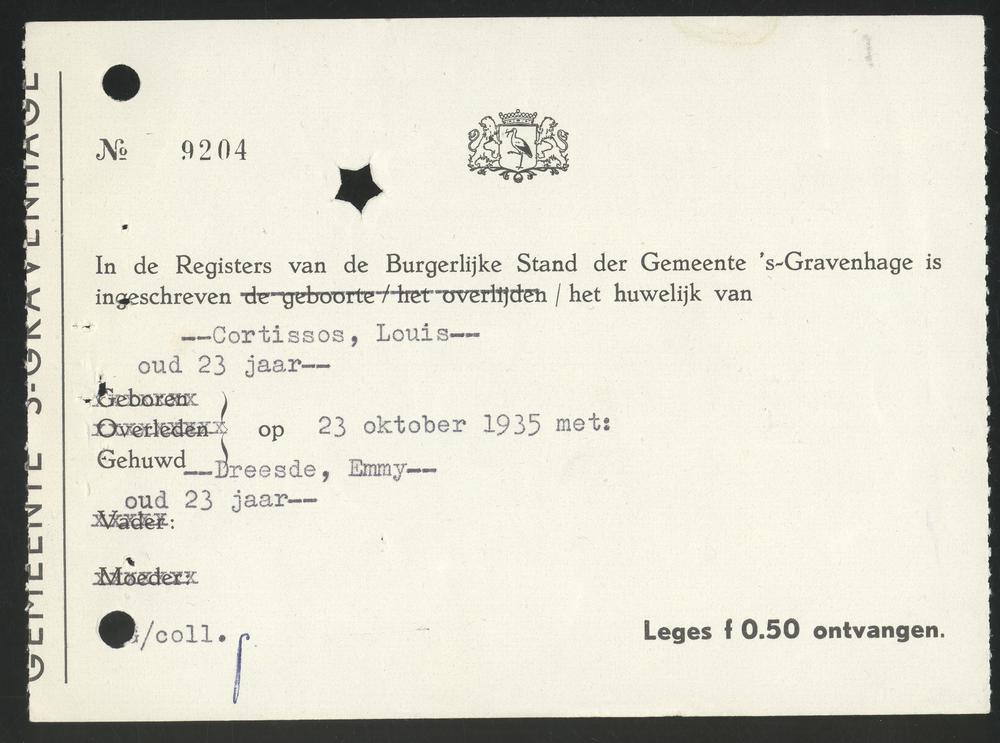 GEMEENTE 'S-GRAVENHAGE
№ 9204
In de Registers van de Burgerlijke Stand der Gemeente 's-Gravenhage is
ingeschreven de geboorte / het overlijden / het huwelijk van
--Cortissos, Louis--
oud 23 jaar--
Geboren
Overleden op 23 oktober 1935 met:
Gehuwd
--Dreesde, Emmy--
oud 23 jaar--
Vader:
Moeder:
/coll.
Leges f 0.50 ontvangen.